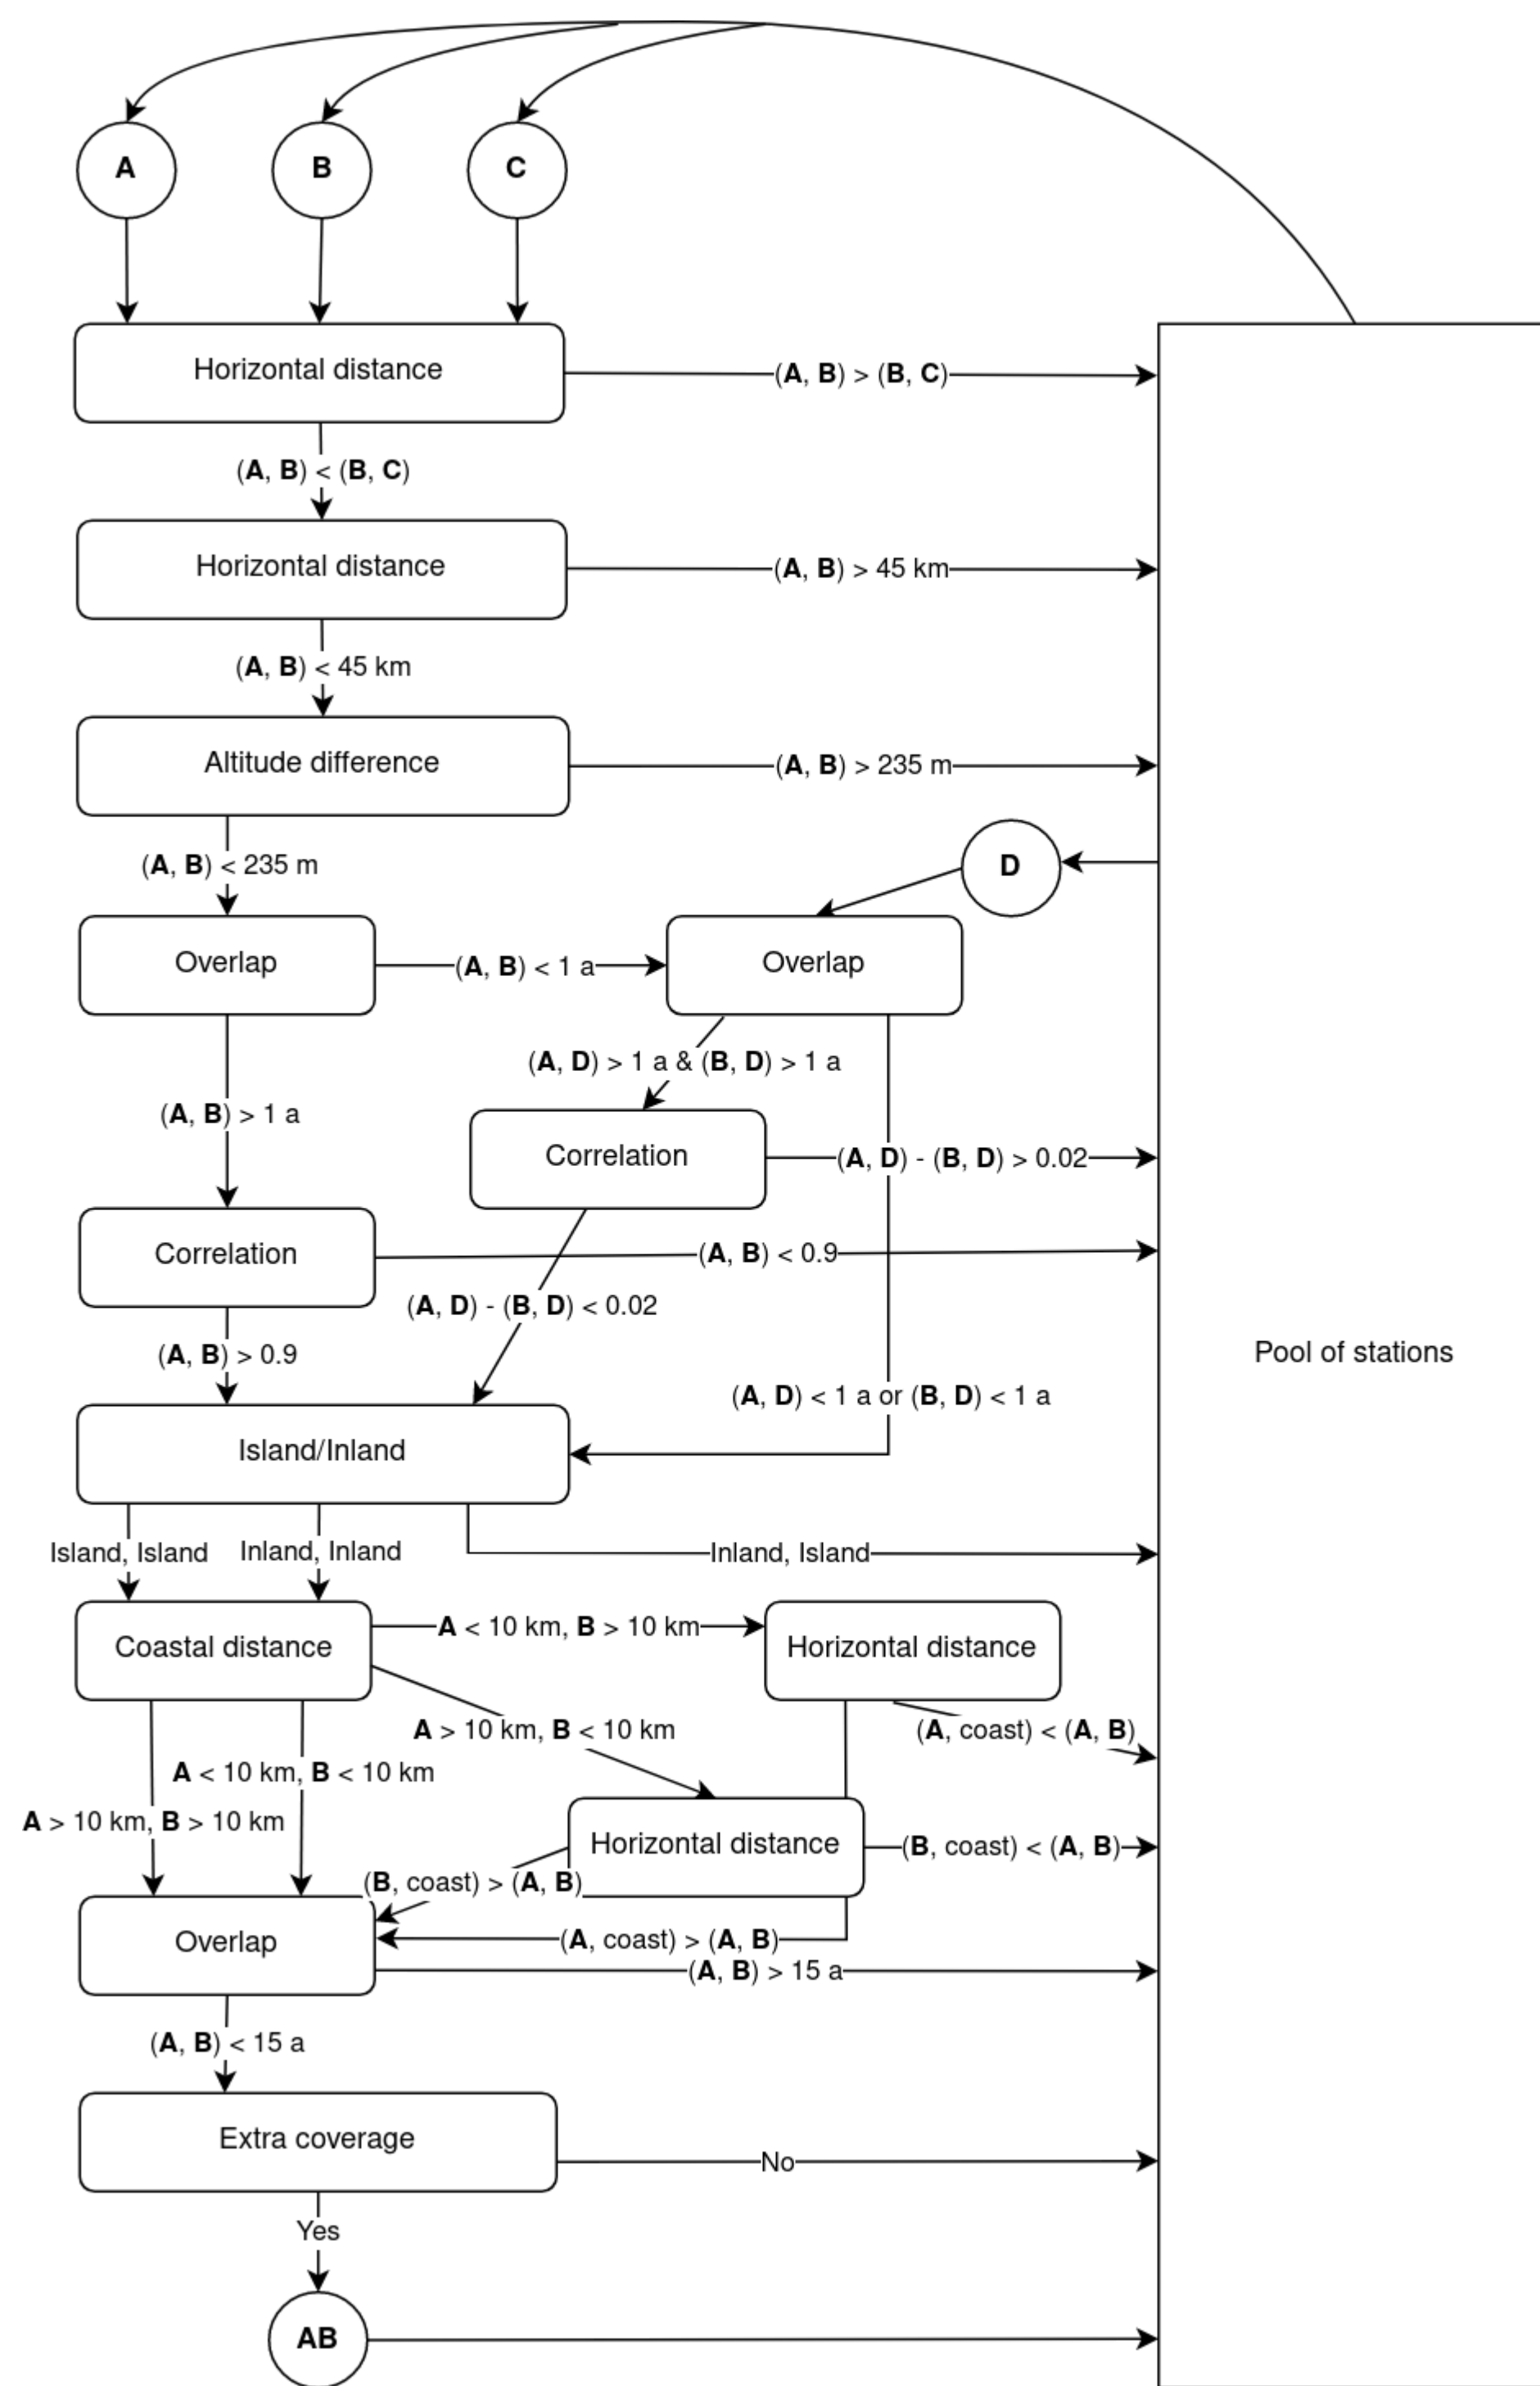 A
B
C
Horizontal distance
(A, B) > (B, C)
(A, B) < (B, C)
Horizontal distance
(A, B) > 45 km
(A, B) < 45 km
Altitude difference
(A, B) > 235 m
(A, B) < 235 m
D
Overlap
(A, B) < 1 a
Overlap
(A, D) > 1 a & (B, D) > 1 a
(A, B) > 1 a
Correlation
(A, D) - (B, D) > 0.02
Correlation
(A, B) < 0.9
(A, D) - (B, D) < 0.02
(A, B) > 0.9
Pool of stations
(A, D) < 1 a or (B, D) < 1 a
Island/Inland
Island, Island
Inland, Inland
Inland, Island
Coastal distance
A < 10 km, B > 10 km
Horizontal distance
A > 10 km, B < 10 km
(A, coast) < (A, B)
A < 10 km, B < 10 km
A > 10 km, B > 10 km
Horizontal distance
(B, coast) < (A, B)
(B, coast) > (A, B)
Overlap
(A, coast) > (A, B)
(A, B) > 15 a
(A, B) < 15 a
Extra coverage
No
Yes
AB